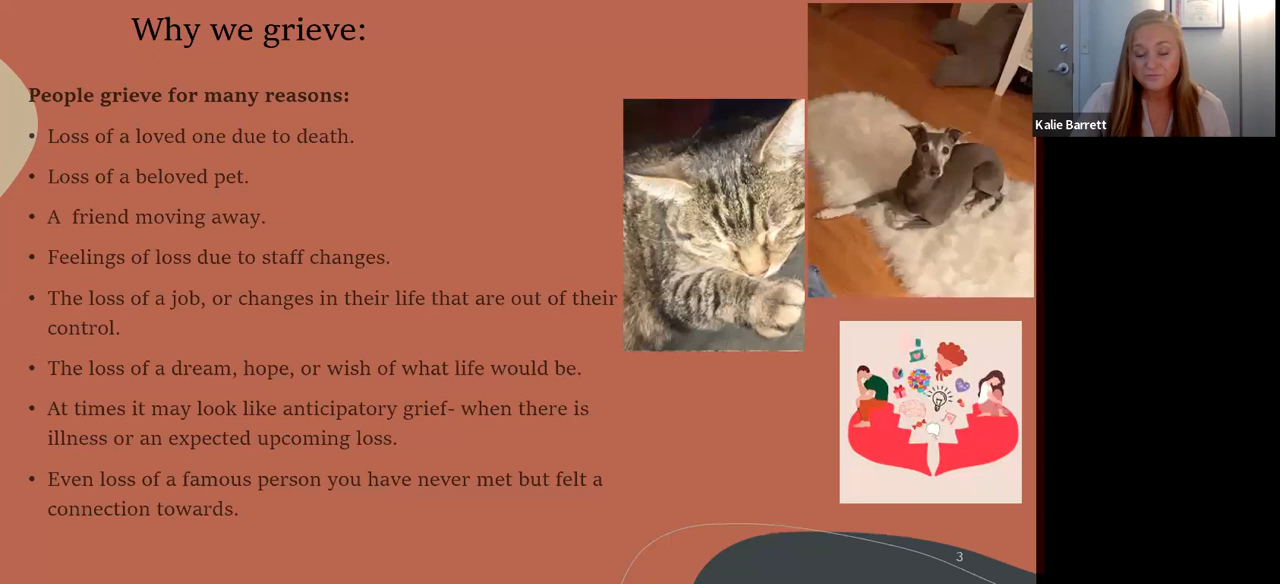 Why we grieve:
People grieve for many reasons:
• Loss of a loved one due to death.
• Loss of a beloved pet.
• A  friend moving away.
• Feelings of loss due to staff changes.
• The loss of a job, or changes in their life that are out of their
control.
• The loss of a dream, hope, or wish of what life would be.
• At times it may look like anticipatory grief- when there is
illness or an expected upcoming loss.
• Even loss of a famous person you have never met but felt a
connection towards.
3
Kalie Barrett